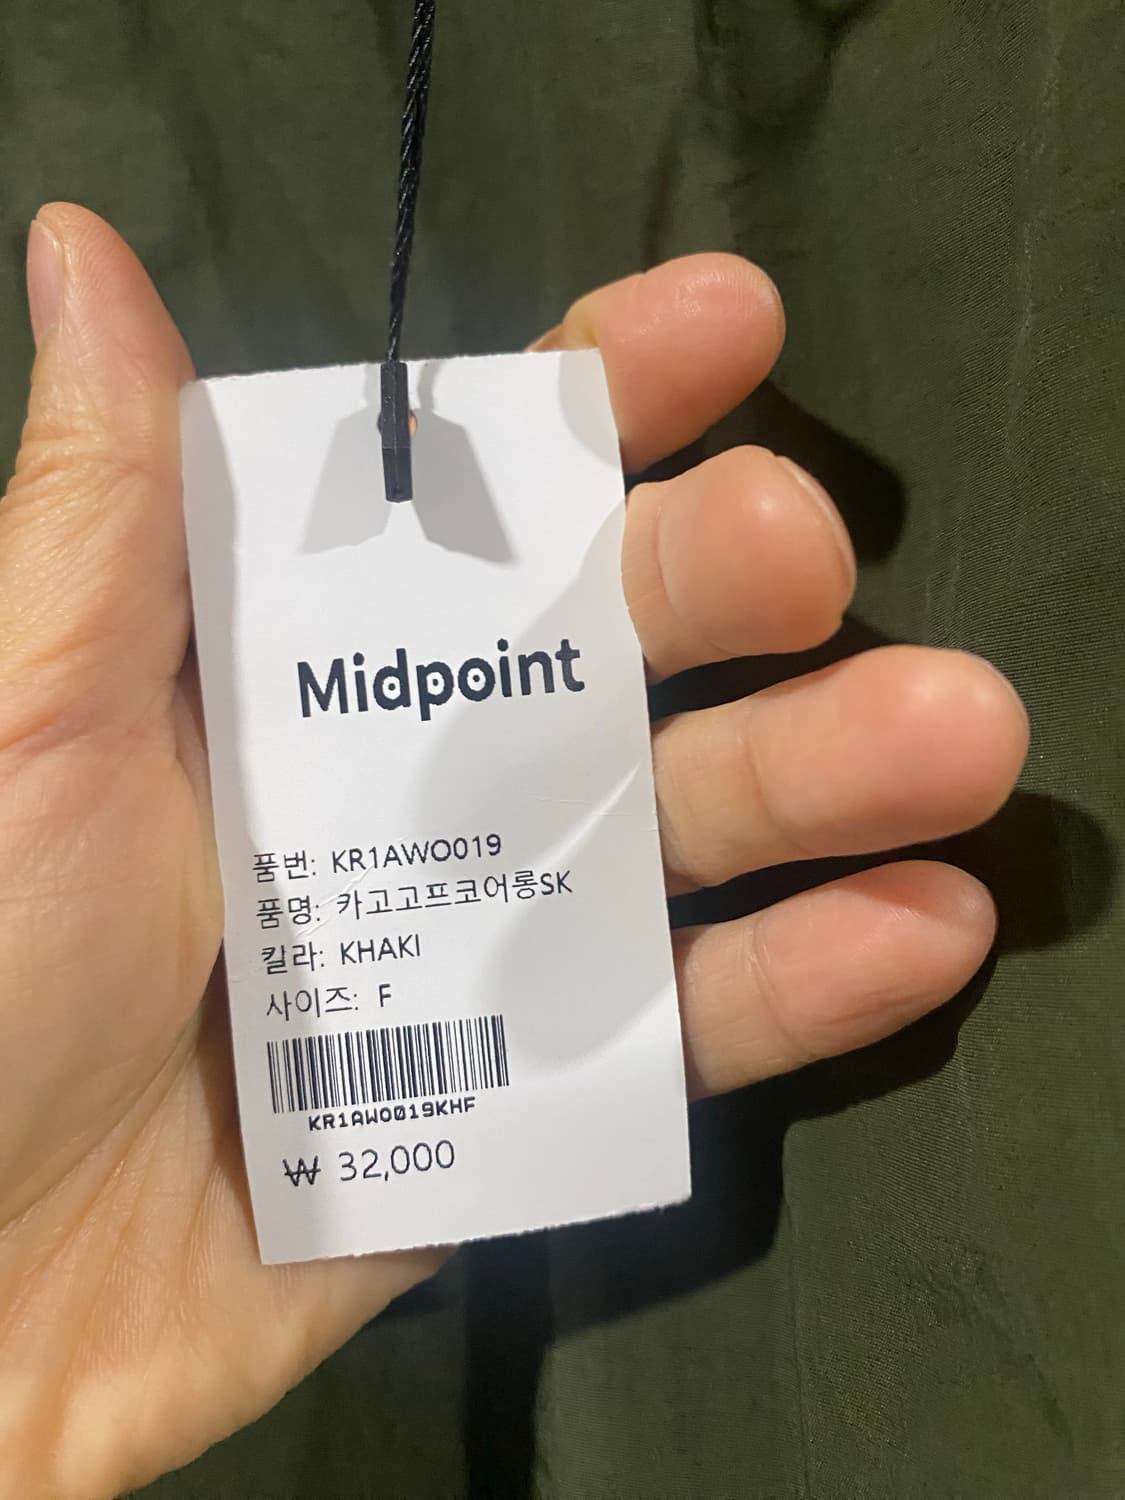 Midpoint
품번: KR1AWO019
품명: 카고고프코어롱SK
킬라: KHAKI
사이즈: F
KR1AWO019KHF
₩ 32,000